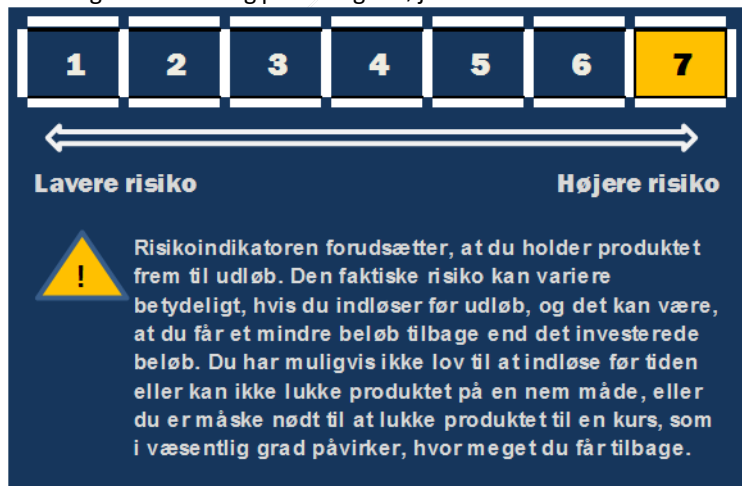 1 2 3 4 5 6 7
Lavere risiko Højere risiko
!
Risikoindikatoren forudsætter, at du holder produktet
frem til udløb. Den faktiske risiko kan variere
betydeligt, hvis du indløser før udløb, og det kan være,
at du får et mindre beløb tilbage end det investerede
beløb. Du har muligvis ikke lov til at indløse før tiden
eller kan ikke lukke produktet på en nem måde, eller
du er måske nødt til at lukke produktet til en kurs, som
i væsentlig grad påvirker, hvor meget du får tilbage.